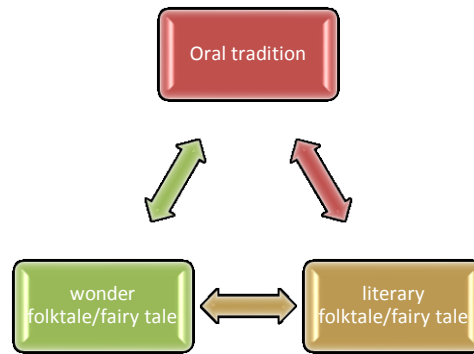 Oral tradition
wonder
folktale/fairy tale
literary
folktale/fairy tale